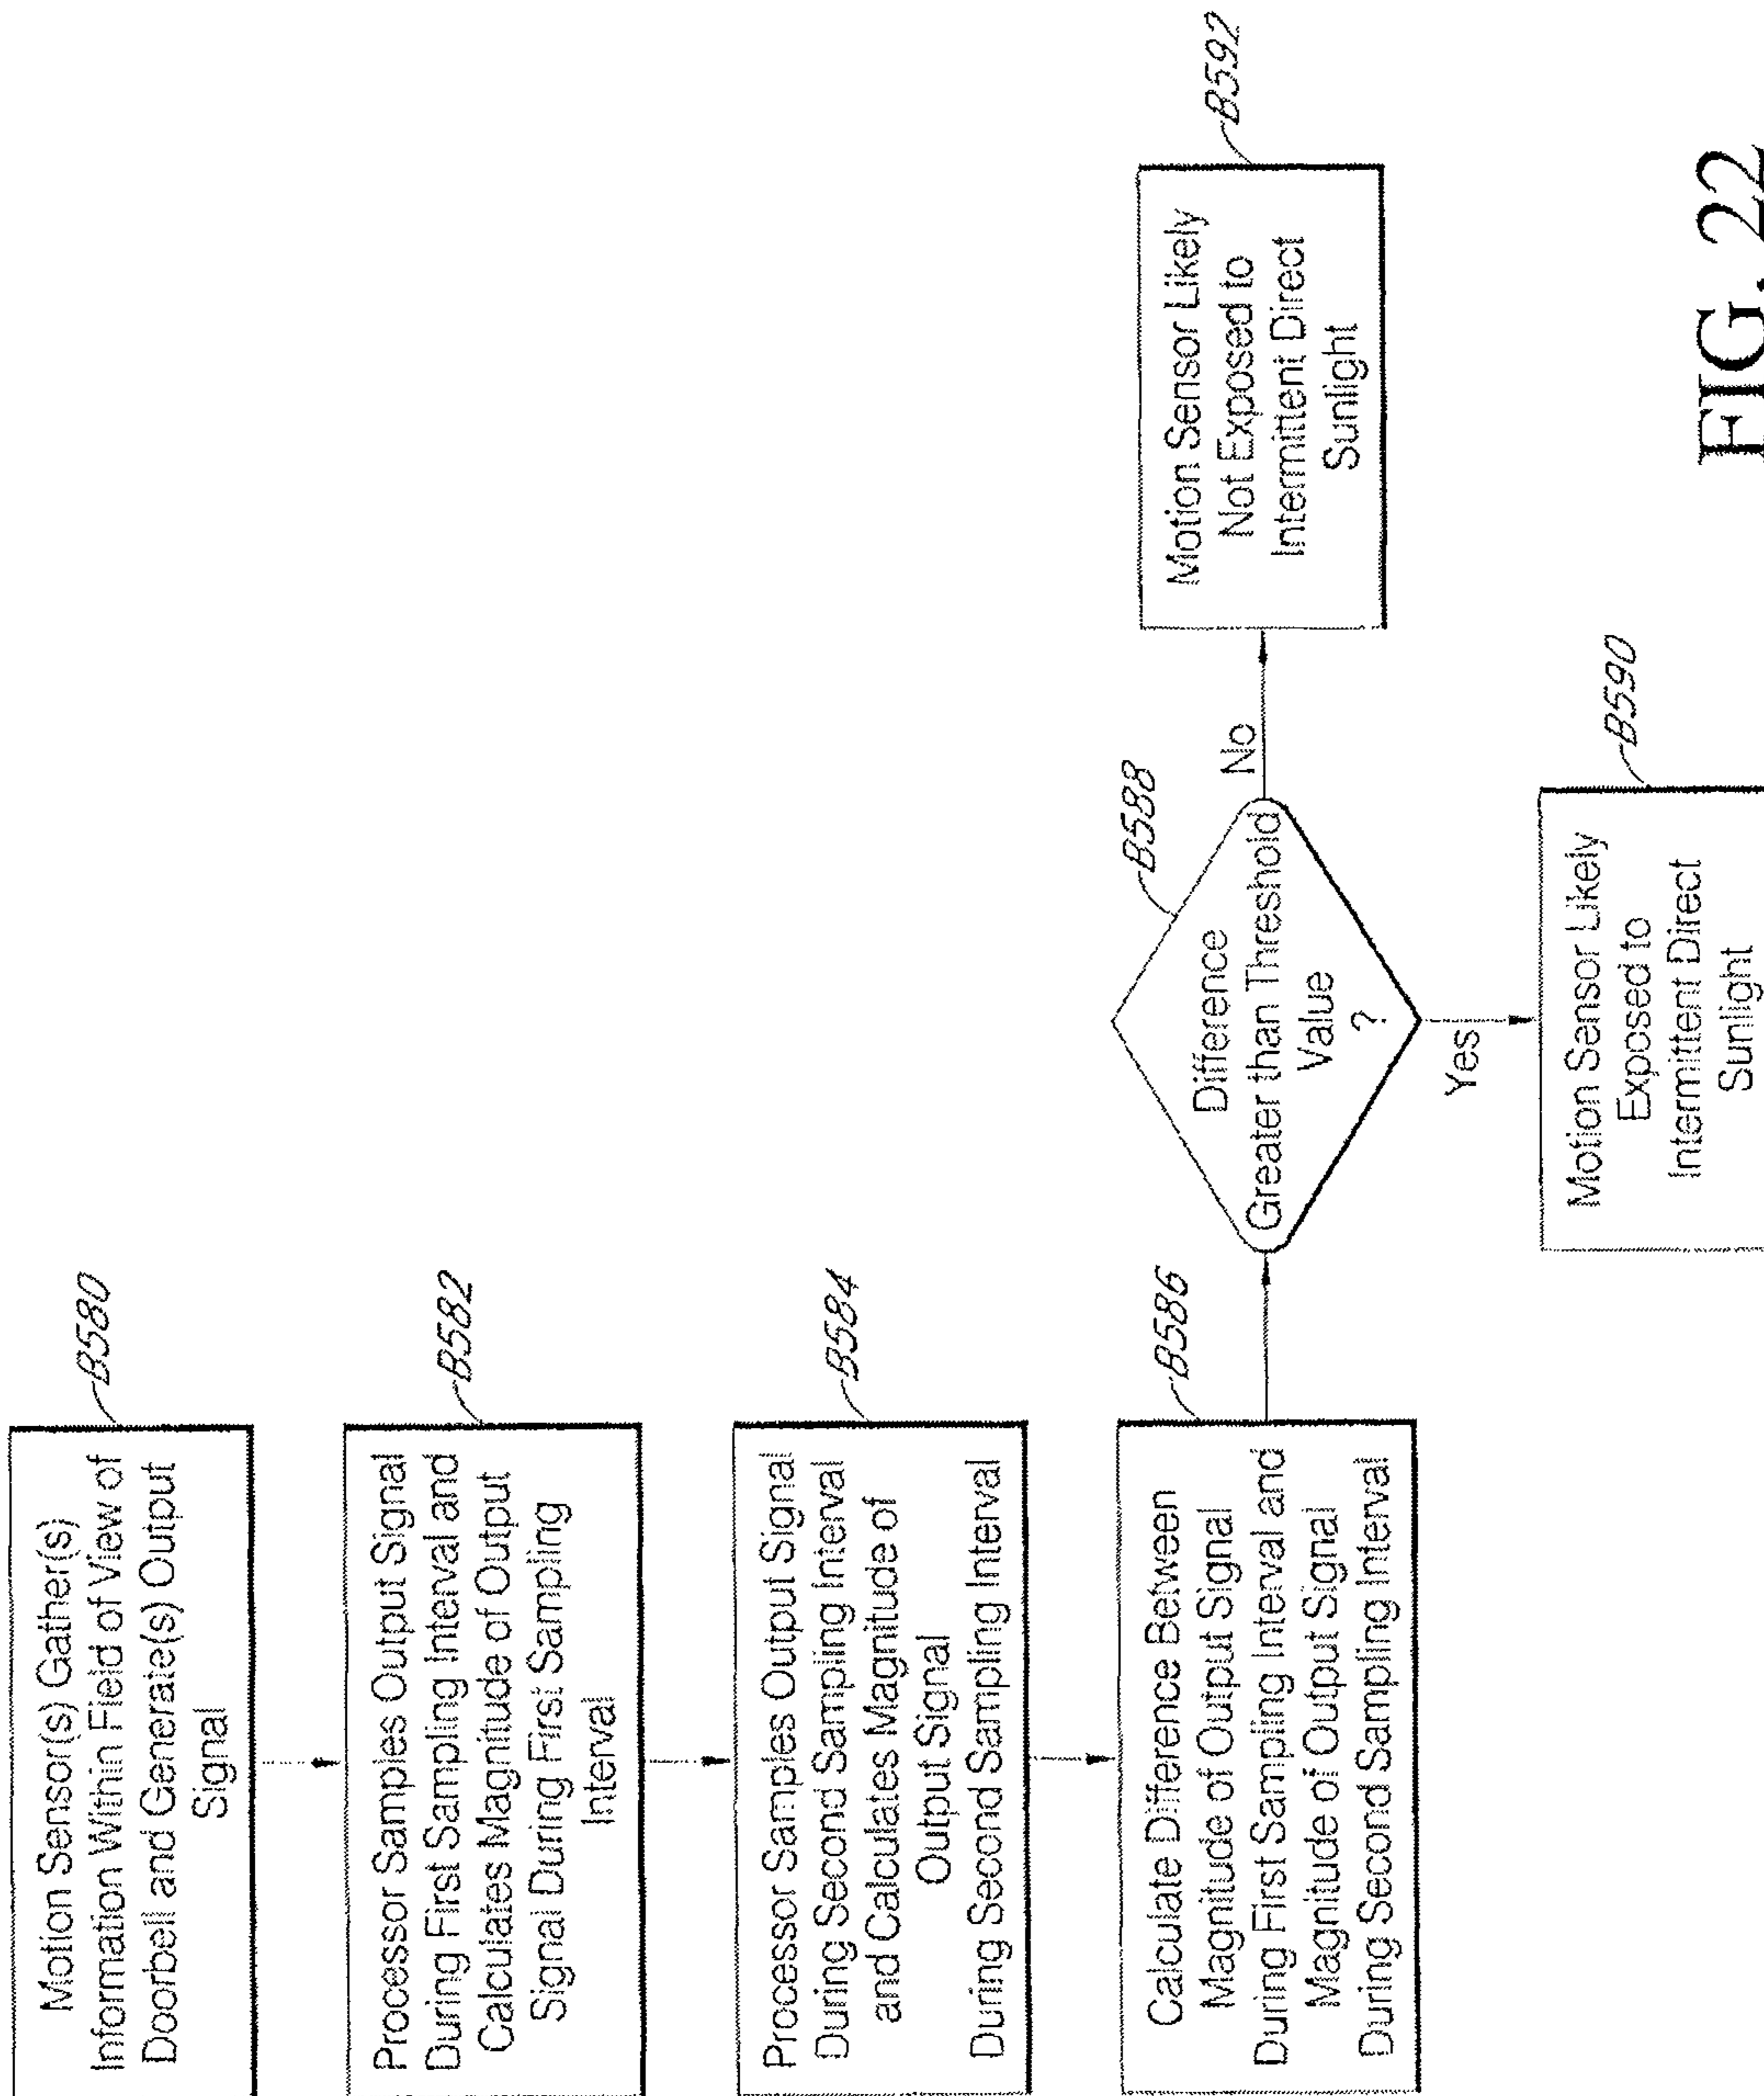 Motion Sensor(s) Gather(s)
Information Within Field of View of
Doorbell and Generate(s) Output
Signal
B580
Processor Samples Output Signal
During First Sampling Interval and
Calculates Magnitude of Output
Signal During First Sampling
Interval
B582
Processor Samples Output Signal
During Second Sampling Interval
and Calculates Magnitude of
Output Signal
During Second Sampling Interval
B584
Calculate Difference Between
Magnitude of Output Signal
During First Sampling Interval and
Magnitude of Output Signal
During Second Sampling Interval
B586
Difference
Greater than Threshold
Value
?
B588
No
Motion Sensor Likely
Not Exposed to
Intermittent Direct
Sunlight
B592
Yes
Motion Sensor Likely
Exposed to
Intermittent Direct
Sunlight
B590
FIG. 22